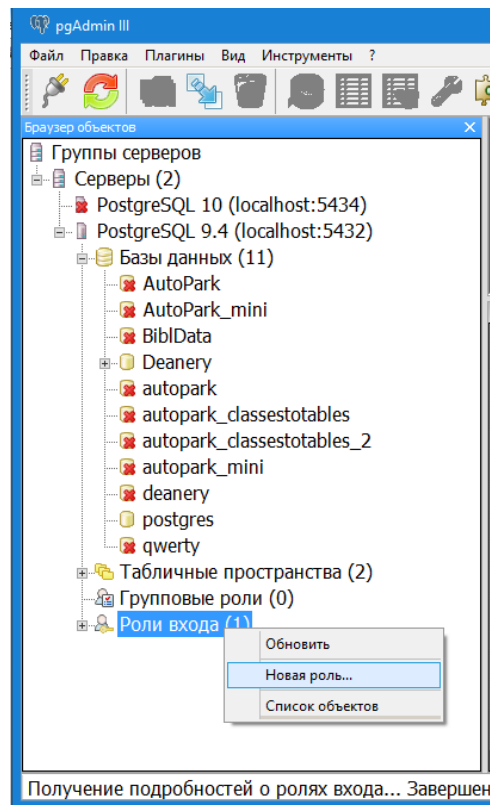 pgAdmin III
Файл Правка Плагины Вид Инструменты ?
Браузер объектов
Группы серверов
Серверы (2)
PostgreSQL 10 (localhost:5434)
PostgreSQL 9.4 (localhost:5432)
Базы данных (11)
AutoPark
AutoPark_mini
BiblData
Deanery
autopark
autopark_classestotables
autopark_classestotables_2
autopark_mini
deanery
postgres
qwerty
Табличные пространства (2)
Групповые роли (0)
Роли входа (1)
Обновить
Новая роль...
Список объектов
Получение подробностей о ролях входа... Завершен